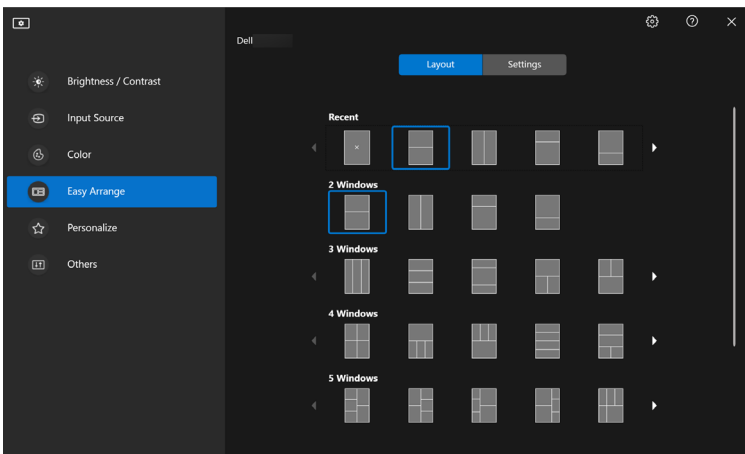 Dell
Layout
Settings
Brightness / Contrast
Input Source
Color
Easy Arrange
Personalize
Others
Recent
2 Windows
3 Windows
4 Windows
5 Windows